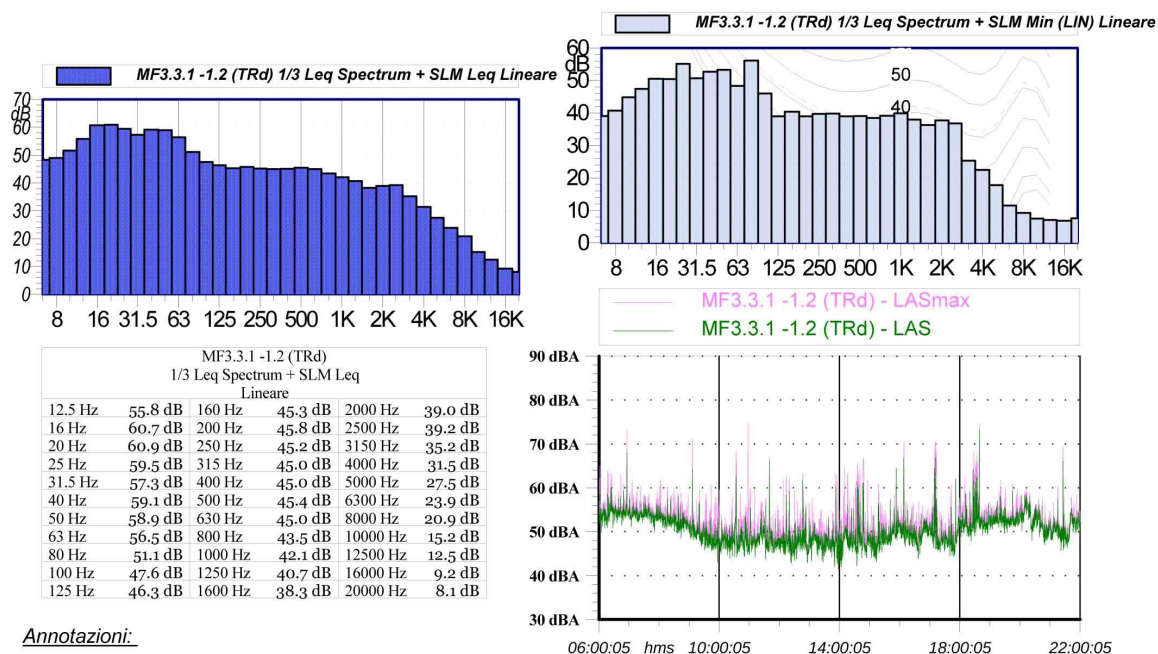 MF3.3.1 -1.2 (TRd) 1/3 Leq Spectrum + SLM Leq Lineare
70
dB
60
50
40
30
20
10
0
8 16 31.5 63 125 250 500 1K 2K 4K 8K 16K
MF3.3.1 -1.2 (TRd) 1/3 Leq Spectrum + SLM Min (LIN) Lineare
60
dB
50
40
30
20
10
0
50
40
8 16 31.5 63 125 250 500 1K 2K 4K 8K 16K
MF3.3.1 -1.2 (TRd)
1/3 Leq Spectrum + SLM Leq
Lineare
12.5 Hz 55.8 dB 160 Hz 45.3 dB 2000 Hz 39.0 dB
16 Hz 60.7 dB 200 Hz 45.8 dB 2500 Hz 39.2 dB
20 Hz 60.9 dB 250 Hz 45.2 dB 3150 Hz 35.2 dB
25 Hz 59.5 dB 315 Hz 45.0 dB 4000 Hz 31.5 dB
31.5 Hz 57.3 dB 400 Hz 45.0 dB 5000 Hz 27.5 dB
40 Hz 59.1 dB 500 Hz 45.4 dB 6300 Hz 23.9 dB
50 Hz 58.9 dB 630 Hz 45.0 dB 8000 Hz 20.9 dB
63 Hz 56.5 dB 800 Hz 43.5 dB 10000 Hz 15.2 dB
80 Hz 51.1 dB 1000 Hz 42.1 dB 12500 Hz 12.5 dB
100 Hz 47.6 dB 1250 Hz 40.7 dB 16000 Hz 9.2 dB
125 Hz 46.3 dB 1600 Hz 38.3 dB 20000 Hz 8.1 dB
MF3.3.1 -1.2 (TRd) - LASmax
MF3.3.1 -1.2 (TRd) - LAS
90 dBA
80 dBA
70 dBA
60 dBA
50 dBA
40 dBA
30 dBA
06:00:05 hms 10:00:05 14:00:05 18:00:05 22:00:05
Annotazioni: